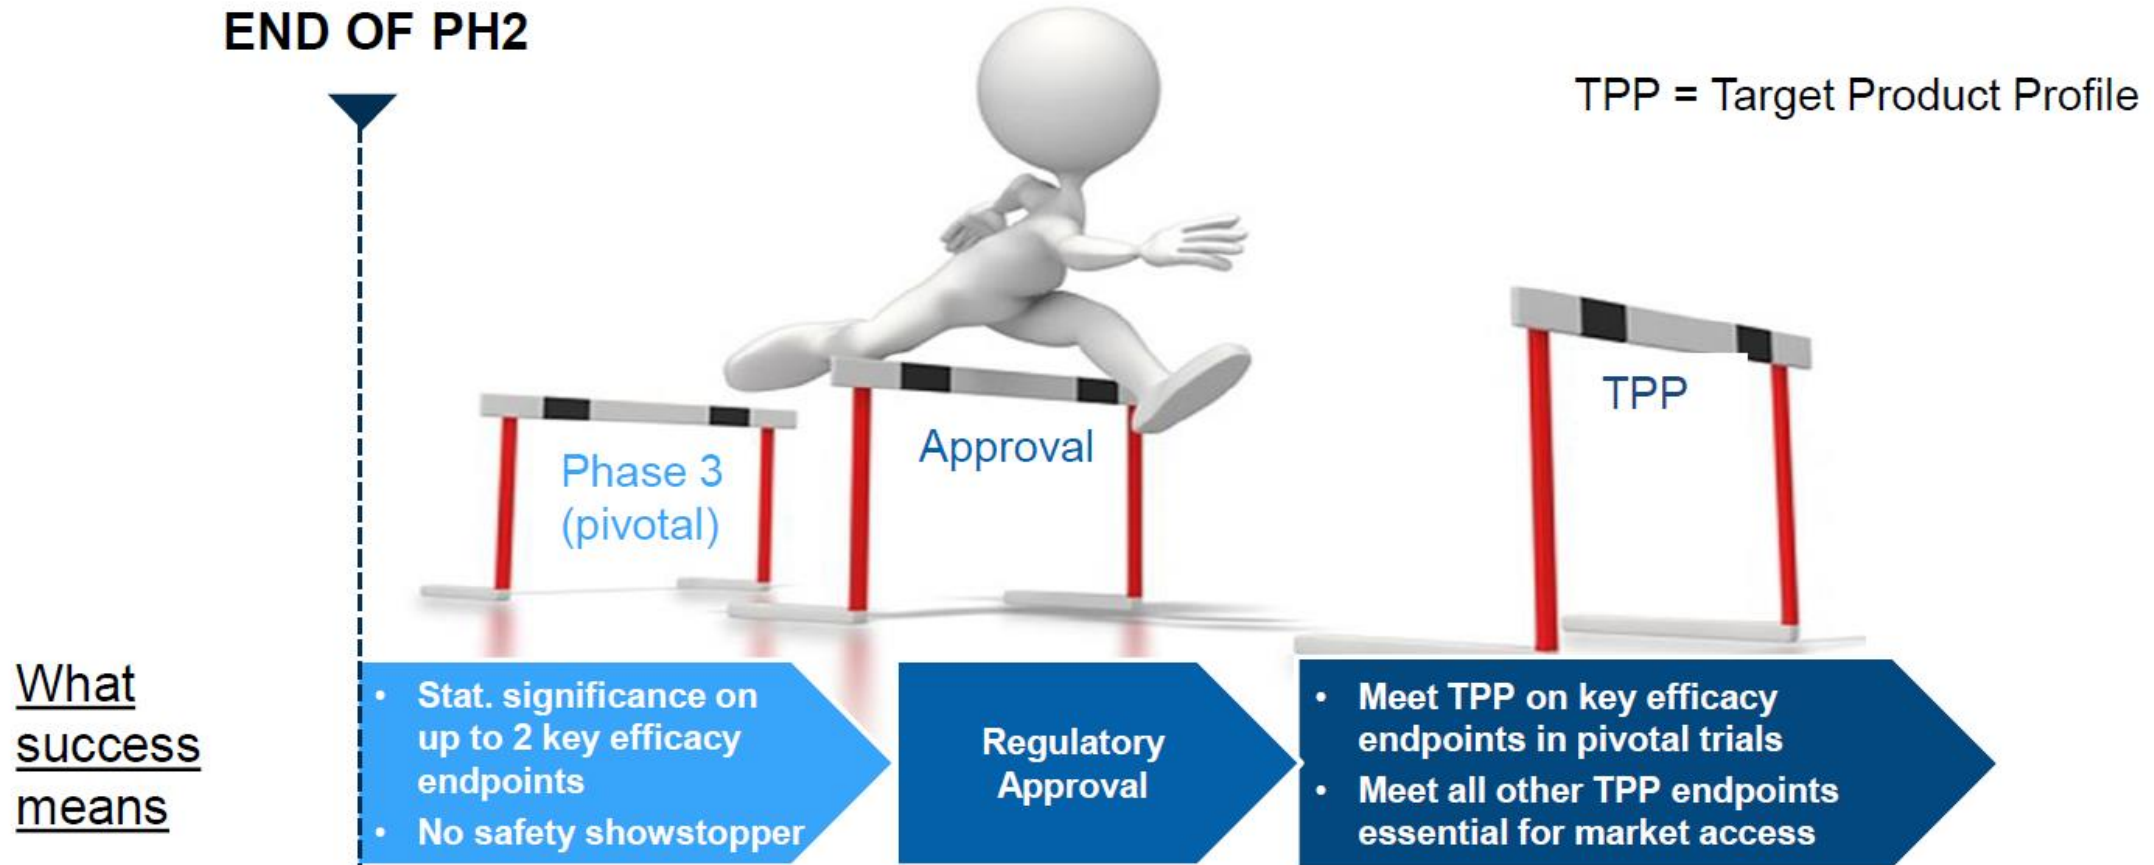 END OF PH2
TPP = Target Product Profile
Phase 3
(pivotal)
Approval
TPP
What
success
means
• Stat. significance on
up to 2 key efficacy
endpoints
• No safety showstopper
Regulatory
Approval
• Meet TPP on key efficacy
endpoints in pivotal trials
• Meet all other TPP endpoints
essential for market access